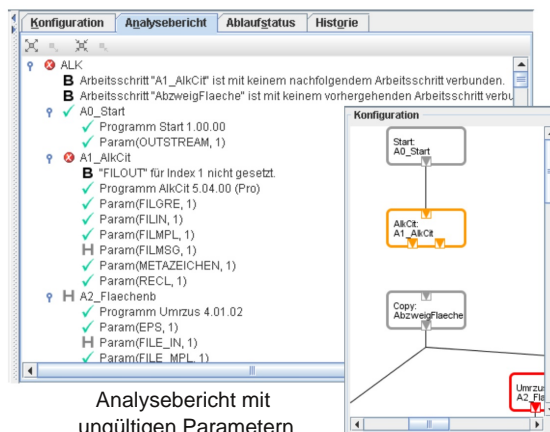 Konfiguration Analysebericht Ablaufstatus Historie
ALK
B Arbeitsschritt "A1_AlkCit" ist mit keinem nachfolgendem Arbeitsschritt verbunden.
B Arbeitsschritt "AbzweigFlaeche" ist mit keinem vorhergehenden Arbeitsschritt verbu
A0_Start
Programm Start 1.00.00
Param(OUTSTREAM, 1)
A1_AlkCit
B "FILOUT" für Index 1 nicht gesetzt.
Programm AlkCit 5.04.00 (Pro)
Param(FILGRE, 1)
Param(FILIN, 1)
Param(FILMPL, 1)
H Param(FILMSG, 1)
Param(METAZEICHEN, 1)
Param(RECL, 1)
H A2_Flaechenb
Programm Umrzus 4.01.02
Param(EPS, 1)
H Param(FILE_IN, 1)
Param(FILE_MPL, 1)
Konfiguration
Start:
A0_Start
AlkCit:
A1_AlkCit
Copy:
AbzweigFlaeche
Umrzus
A2_Fla
Analysebericht mit
ungültigen Parametern